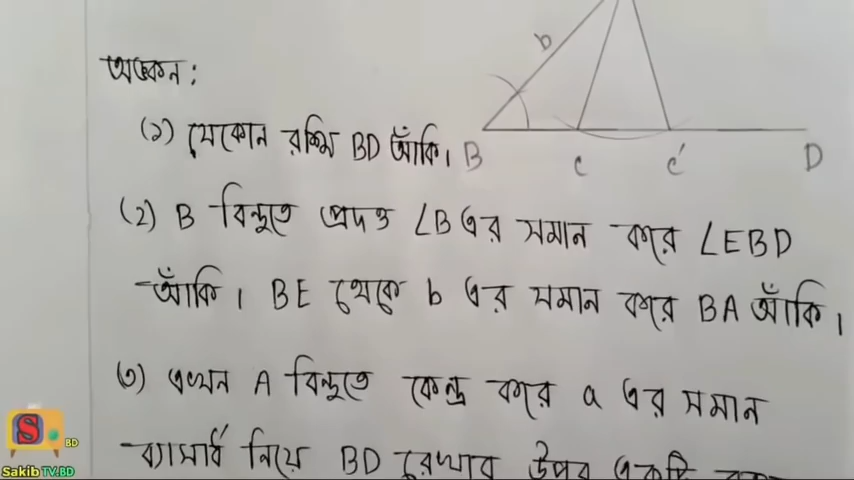 b
অঙ্কন :
(১) যেকোন রশ্মি BD আঁকি। B
C C' D
(২) B বিন্দুতে প্রদত্ত ∠B এর সমান করে ∠EBD
আঁকি। BE থেকে b এর সমান করে BA আঁকি।
(৩) এখন A বিন্দুতে কেন্দ্র করে a এর সমান
ব্যাসার্ধ নিয়ে BD রেখার উপর একটি
S BD
Sakib TV.BD